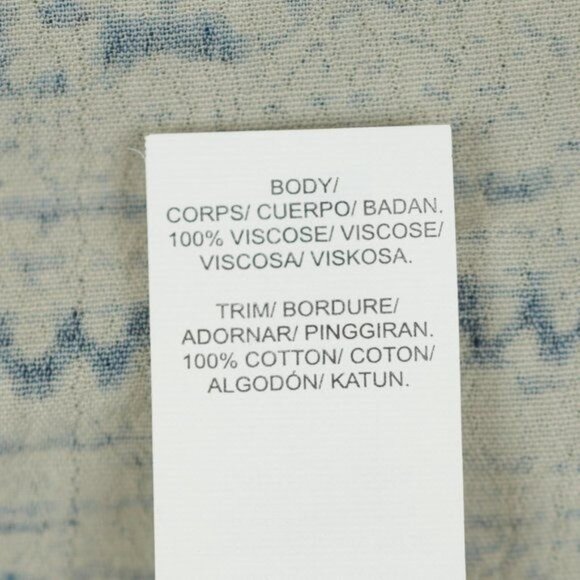 BODY/
CORPS/ CUERPO/ BADAN.
100% VISCOSE/ VISCOSE/
VISCOSA/ VISKOSA.
TRIM/ BORDURE/
ADORNAR/ PINGGIRAN.
100% COTTON/ COTON/
ALGODÓN/ KATUN.